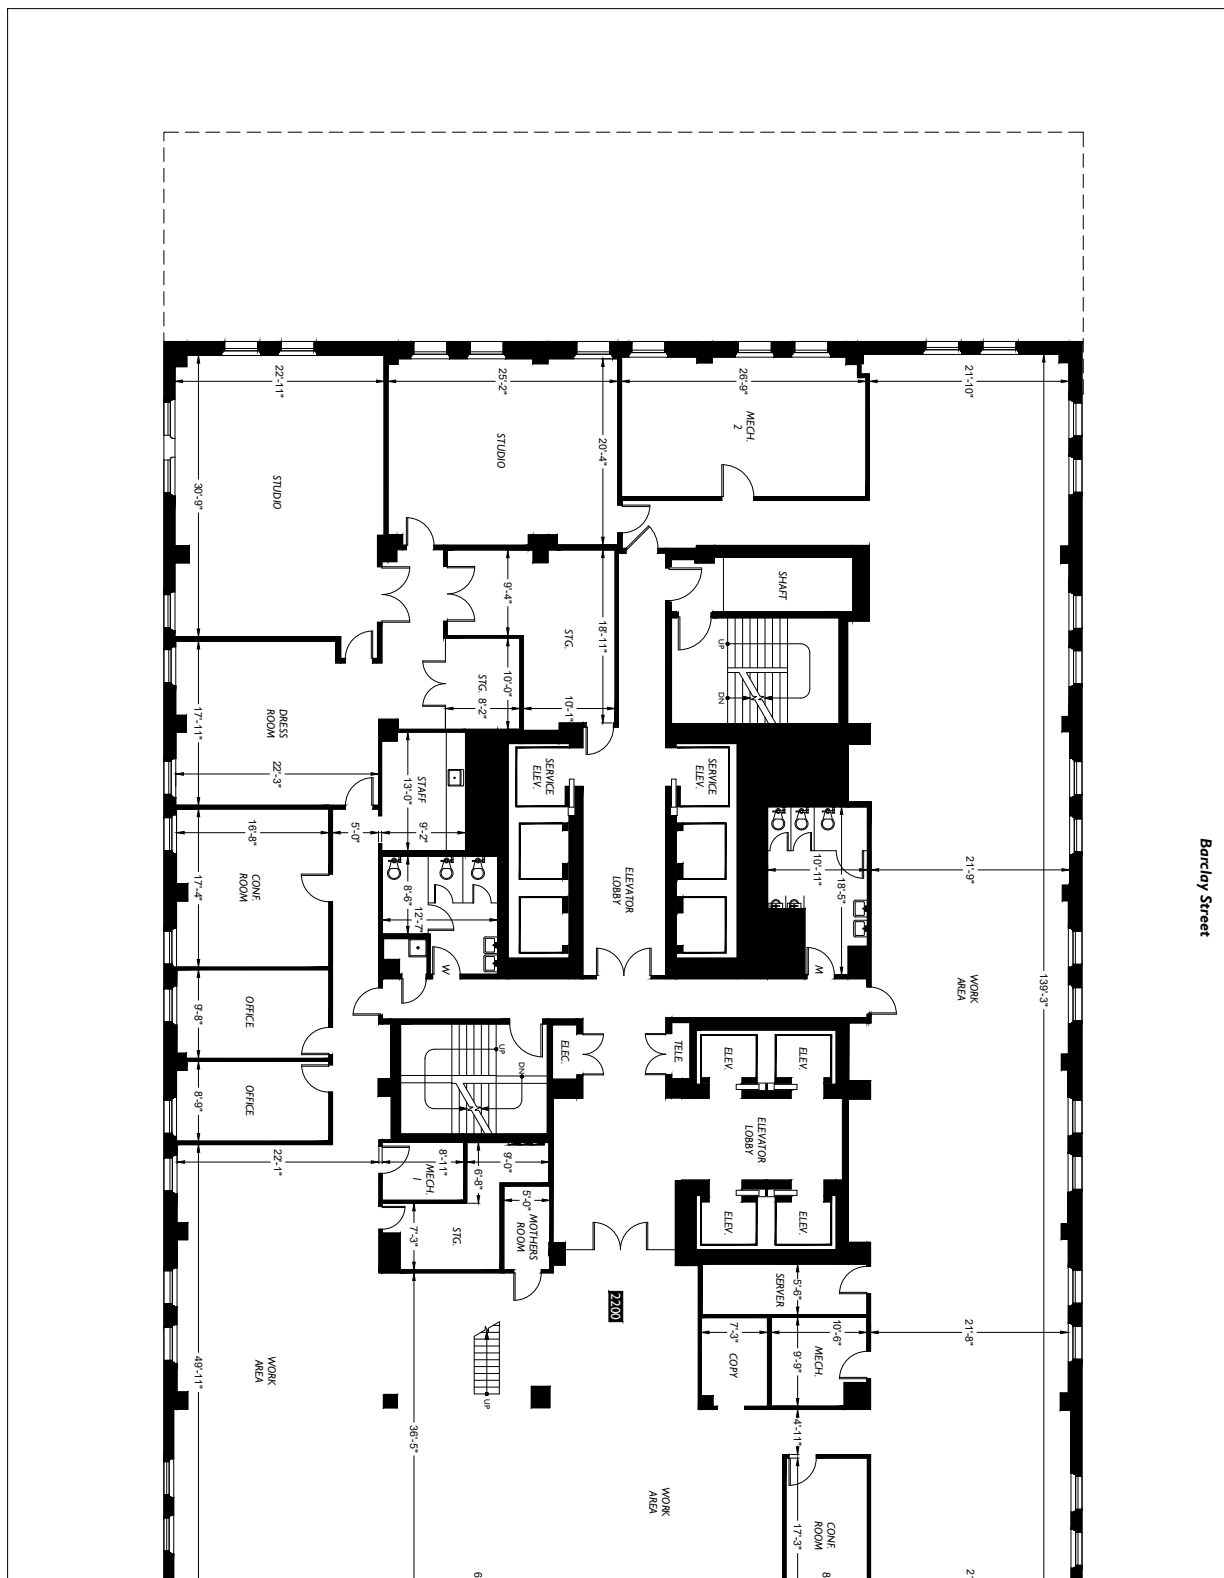 22'-11"
25'-2"
26'-9"
21'-10"
MECH.
2
20'-4"
STUDIO
STUDIO
30'-9"
9'-4"
18'-11"
SHAFT
STG.
UP
DN
10'-0"
STG.
8'-2"
10'-1"
17'-11"
DRESS
ROOM
22'-3"
STAFF
13'-0"
9'-2"
SERVICE
ELEV.
SERVICE
ELEV.
16'-8"
5'-0"
CONF.
ROOM
17'-4"
8'-6"
12'-7"
W
ELEVATOR
LOBBY
10'-11"
18'-5"
M
21'-9"
Barclay Street
WORK
AREA
139'-3"
OFFICE
9'-8"
OFFICE
8'-9"
UP
DN
ELEC.
TELE
ELEV.
ELEV.
ELEVATOR
LOBBY
22'-1"
8'-11"
MECH.
1
9'-0"
6'-8"
5'-0"
MOTHERS
ROOM
STG.
7'-3"
ELEV.
ELEV.
SERVER
5'-6"
2200
7'-3"
COPY
10'-6"
MECH.
9'-9"
21'-8"
UP
49'-11"
WORK
AREA
36'-5"
4'-11"
WORK
AREA
CONF.
ROOM
17'-3"